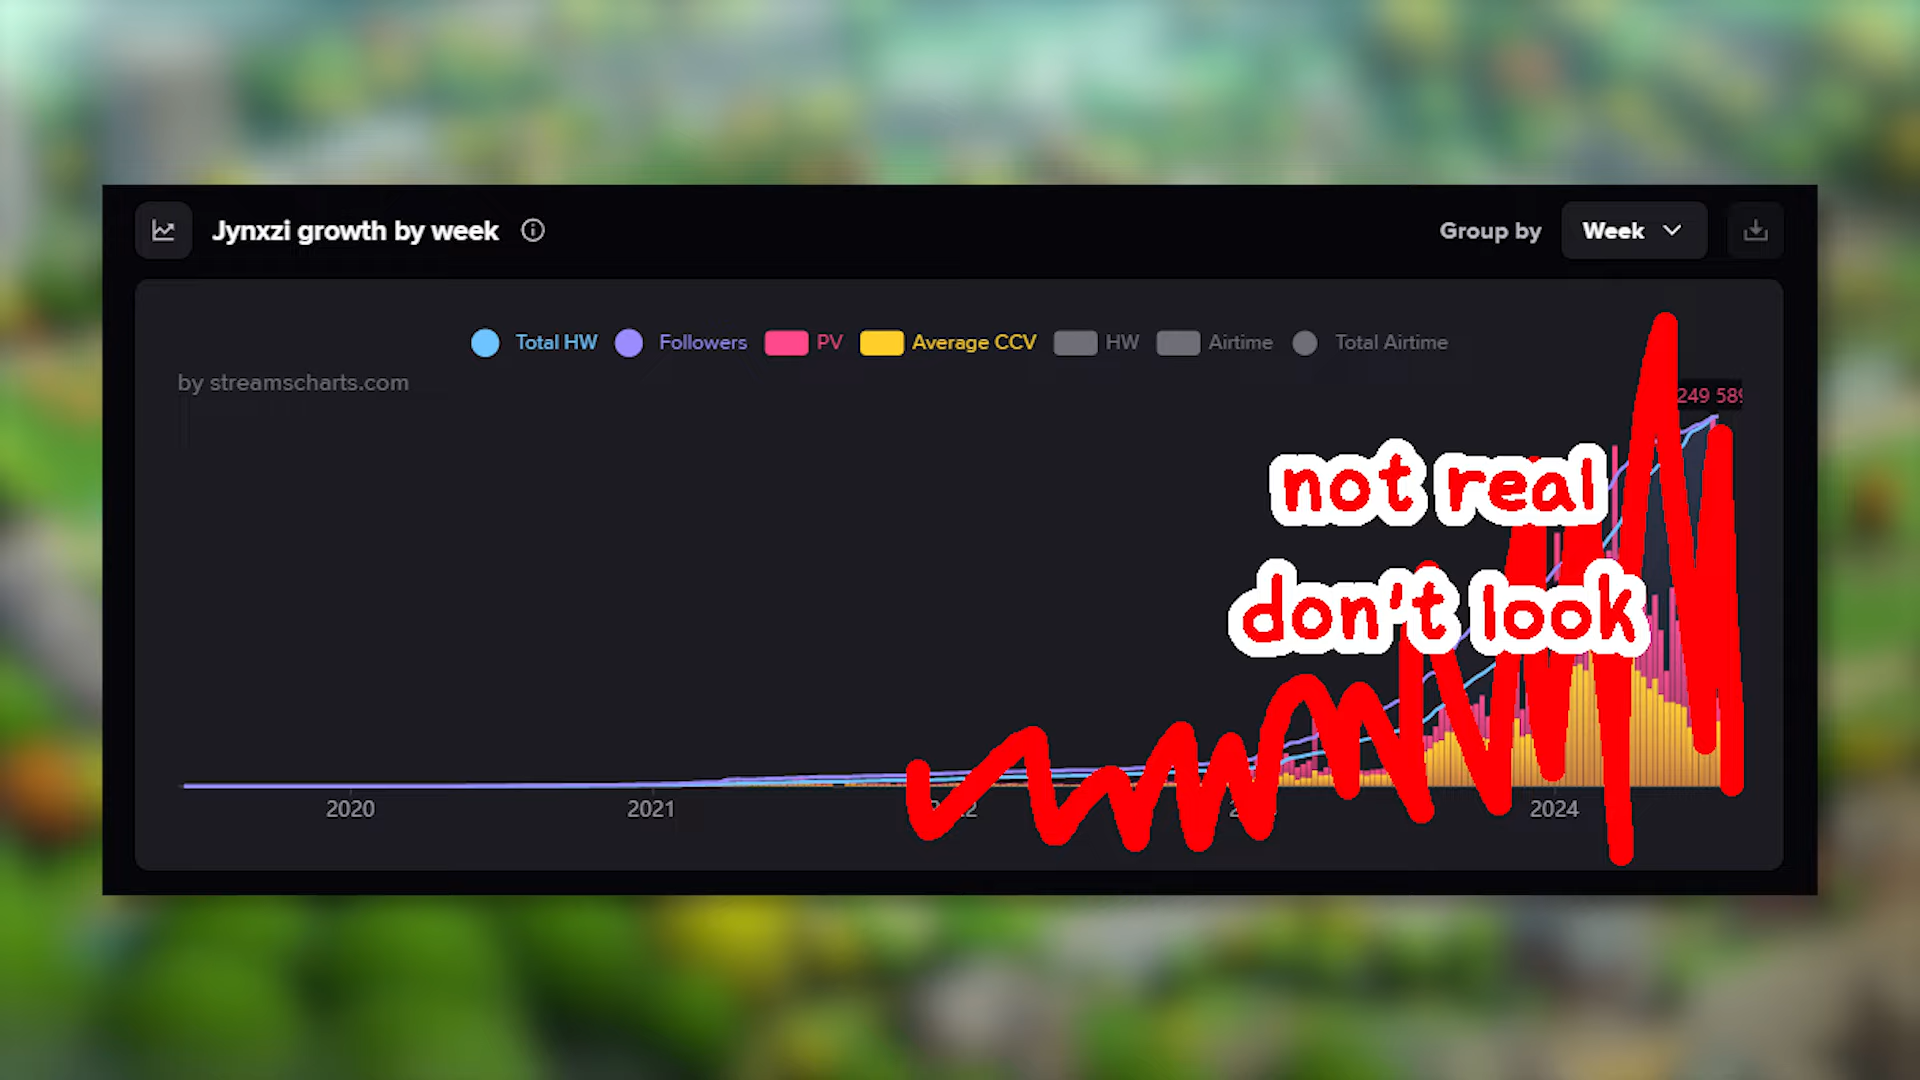 Jynxzi growth by week
Group by
Week
Total HW
Followers
PV
Average CCV
HW
Airtime
Total Airtime
by streamscharts.com
249 589
not real
don't look
2020
2021
2024